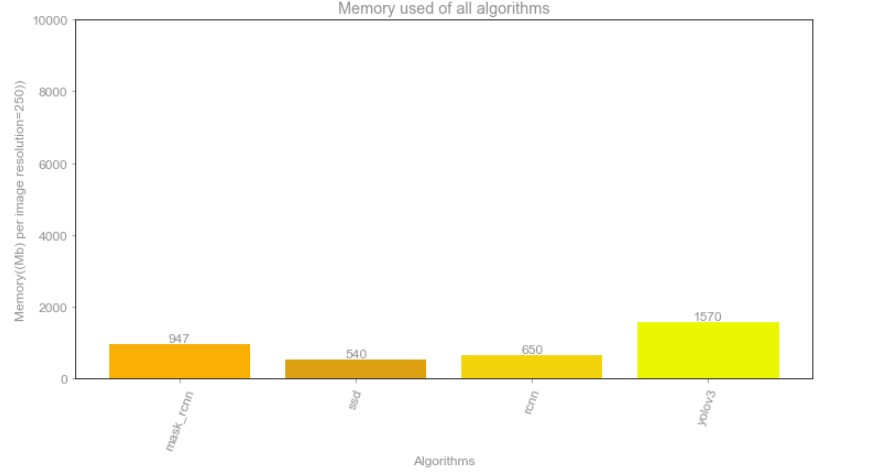 Memory used of all algorithms
10000
8000
6000
4000
2000
0
Memory((Mb) per image resolution=250))
947
540
650
1570
mask_rcnn
ssd
rcnn
yolov3
Algorithms